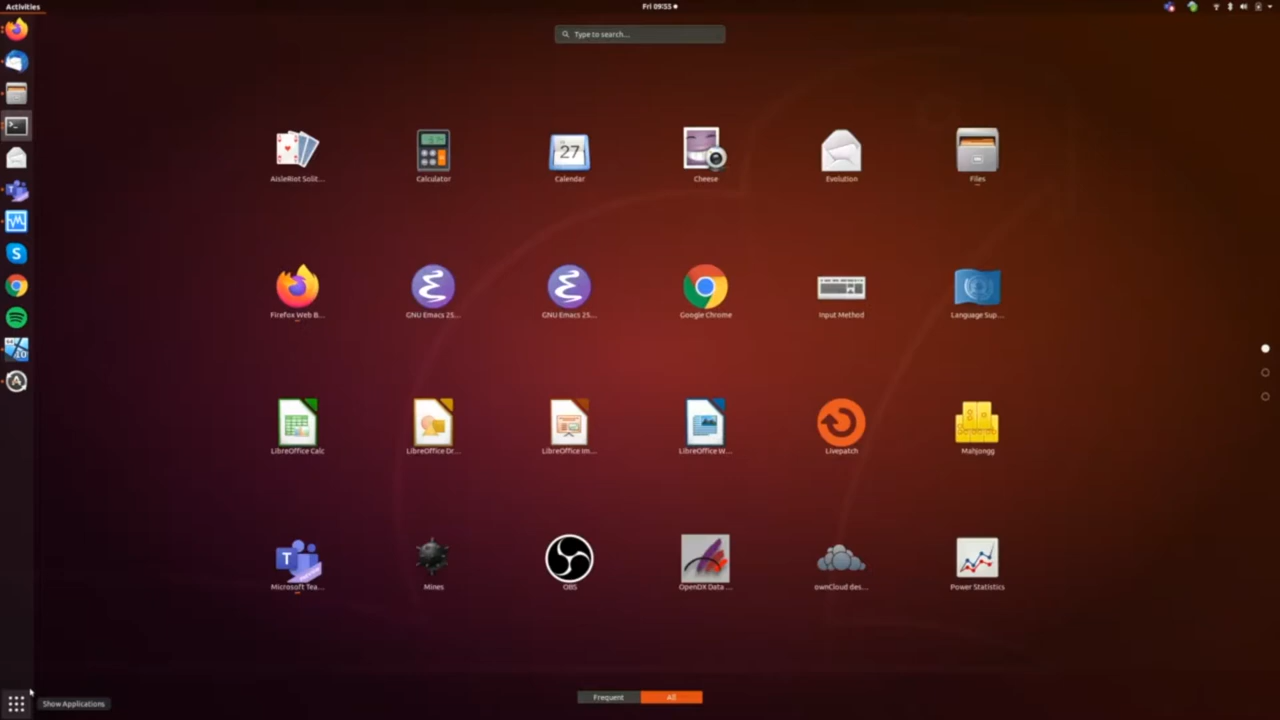 Activities
Fri 09:55
Type to search...
AisleRiot Solit...
Calculator
27
Calendar
Cheese
Evolution
Files
Firefox Web B...
GNU Emacs 25...
GNU Emacs 25...
Google Chrome
Input Method
Language Sup...
LibreOffice Calc
LibreOffice Dr...
LibreOffice Im...
LibreOffice W...
Livepatch
Mahjongg
T
Microsoft Tea...
Mines
OBS
OpenDX Data ...
ownCloud des...
Power Statistics
Frequent
All
Show Applications